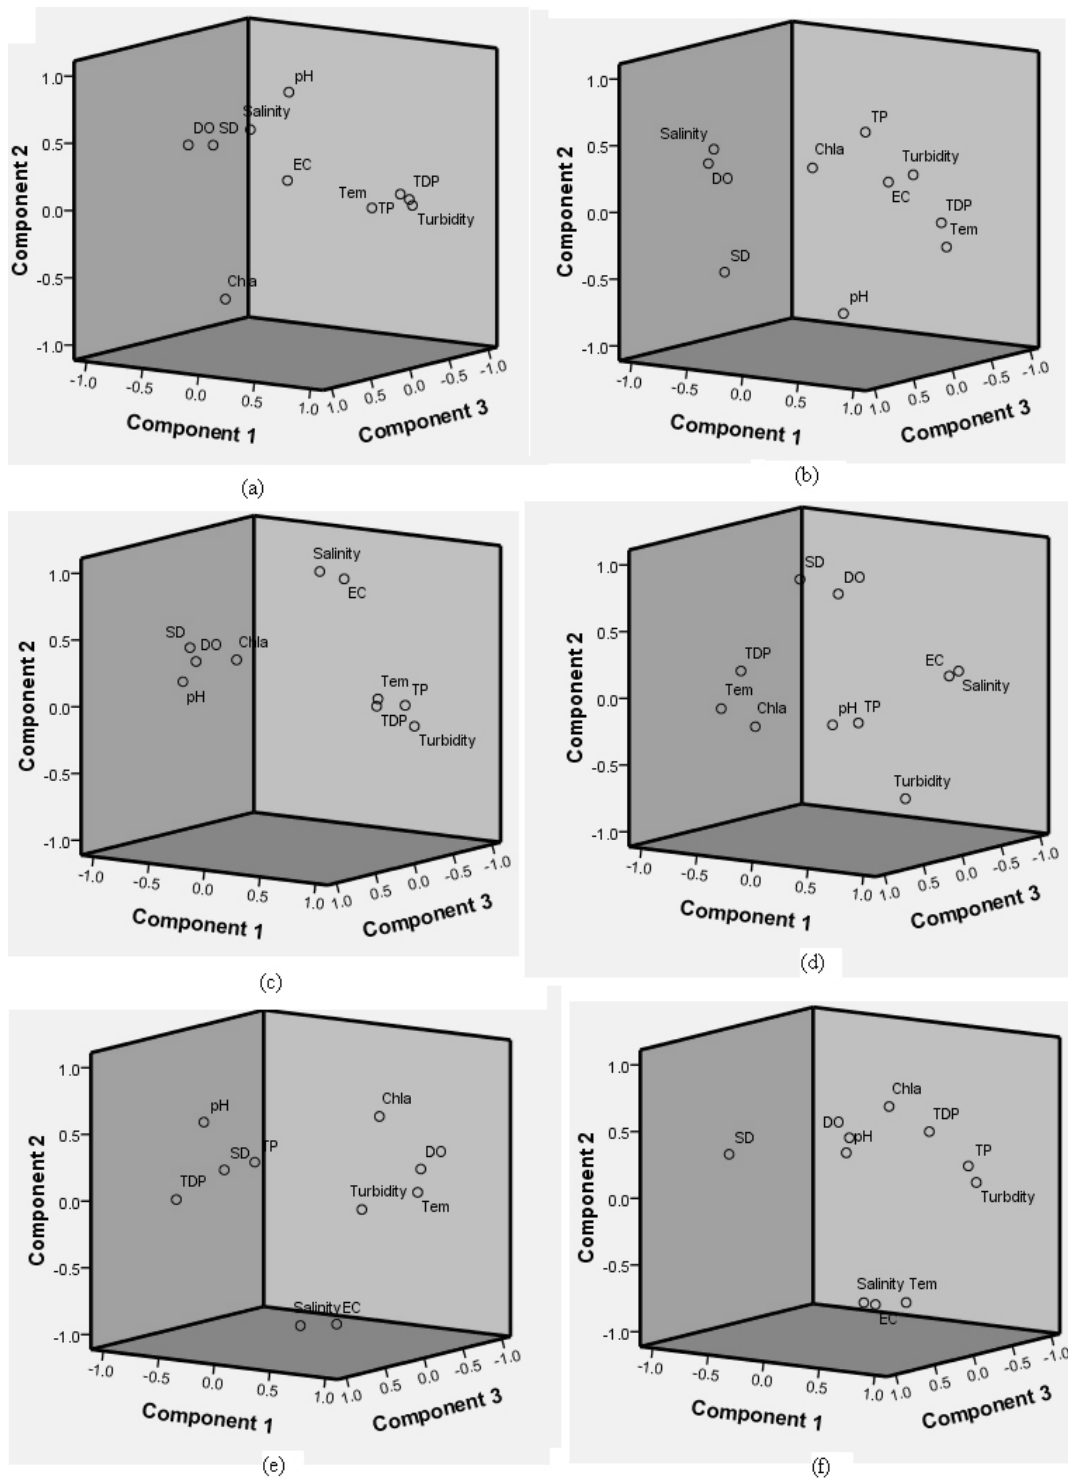 pH
1.0
Salinity
DO SD
0.5
EC
Component 2
Tem
TDP
TP
0.0
Turbidity
-0.5
Chla
-1.0
-1.0
-0.5
0.0
0.5
1.0
1.0
0.5
0.0
-0.5
-1.0
Component 1
Component 3
(a)
1.0
TP
Salinity
0.5
Chla
Turbidity
DO
EC
Component 2
TDP
0.0
Tem
SD
-0.5
pH
-1.0
-1.0
-0.5
0.0
0.5
1.0
1.0
0.5
0.0
-0.5
-1.0
Component 1
Component 3
(b)
Salinity
1.0
EC
SD
DO
Chla
0.5
pH
Component 2
Tem
TP
0.0
TDP
Turbidity
-0.5
-1.0
-1.0
-0.5
0.0
0.5
1.0
1.0
0.5
0.0
-0.5
-1.0
Component 1
Component 3
(c)
SD
DO
1.0
0.5
TDP
EC
Salinity
Component 2
Tem
Chla
pH
TP
0.0
-0.5
Turbidity
-1.0
-1.0
-0.5
0.0
0.5
1.0
1.0
0.5
0.0
-0.5
-1.0
Component 1
Component 3
(d)
1.0
pH
Chla
0.5
SD
TP
DO
TDP
Component 2
Turbidity
Tem
0.0
-0.5
Salinity EC
-1.0
-1.0
-0.5
0.0
0.5
1.0
1.0
0.5
0.0
-0.5
-1.0
Component 1
Component 3
(e)
1.0
Chla
DO
TDP
SD
pH
0.5
TP
Turbdity
Component 2
0.0
-0.5
Salinity Tem
EC
-1.0
-1.0
-0.5
0.0
0.5
1.0
1.0
0.5
0.0
-0.5
-1.0
Component 1
Component 3
(f)